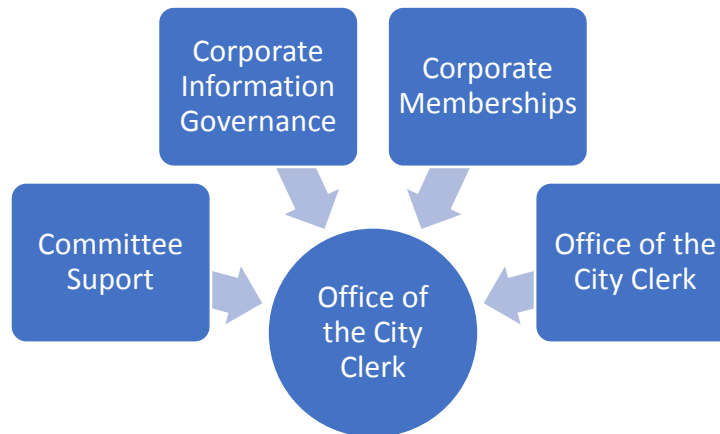 Corporate
Information
Governance
Corporate
Memberships
Committee
Suport
Office of the
City Clerk
Office of
the City
Clerk